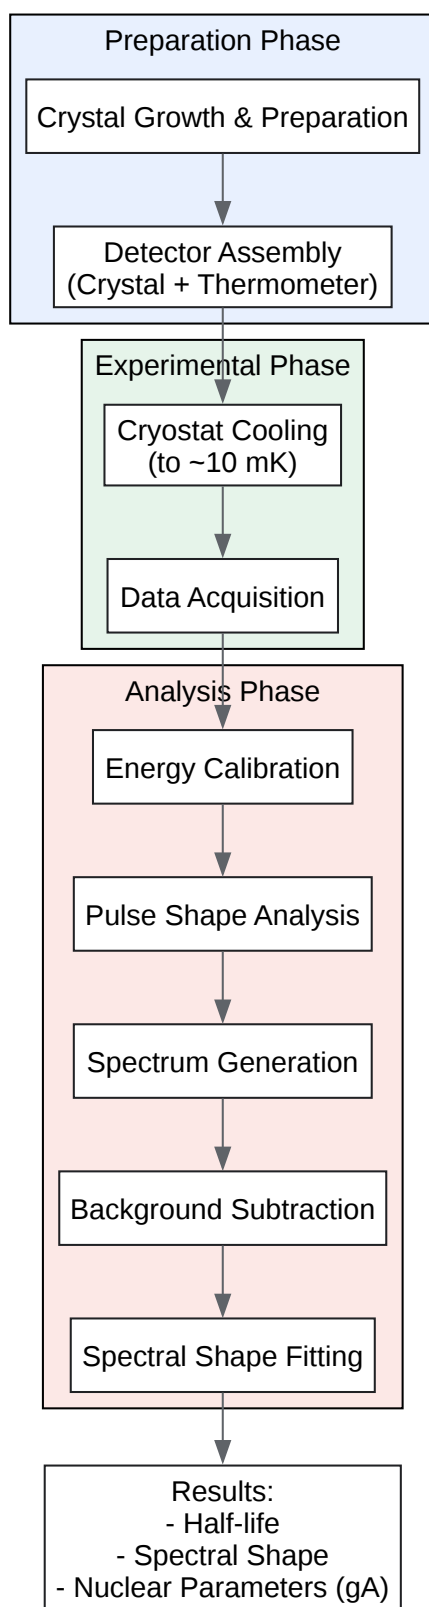 Preparation Phase
Crystal Growth & Preparation
Detector Assembly
(Crystal + Thermometer)
Experimental Phase
Cryostat Cooling
(to ~10 mK)
Data Acquisition
Analysis Phase
Energy Calibration
Pulse Shape Analysis
Spectrum Generation
Background Subtraction
Spectral Shape Fitting
Results:
- Half-life
- Spectral Shape
- Nuclear Parameters (gA)